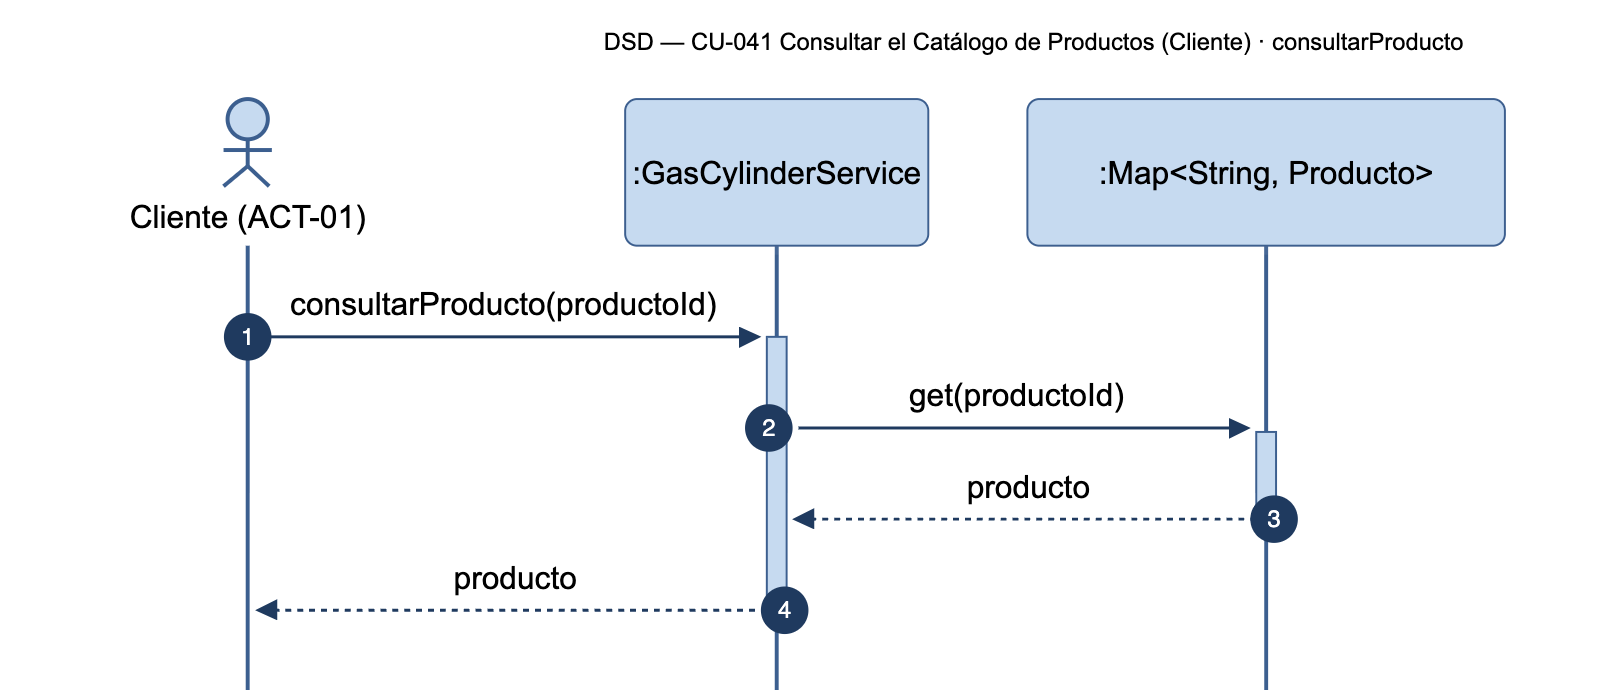 DSD — CU-041 Consultar el Catálogo de Productos (Cliente) · consultarProducto
Cliente (ACT-01)
:GasCylinderService
:Map<String, Producto>
consultarProducto(productoId)
1
get(productoId)
2
producto
3
producto
4